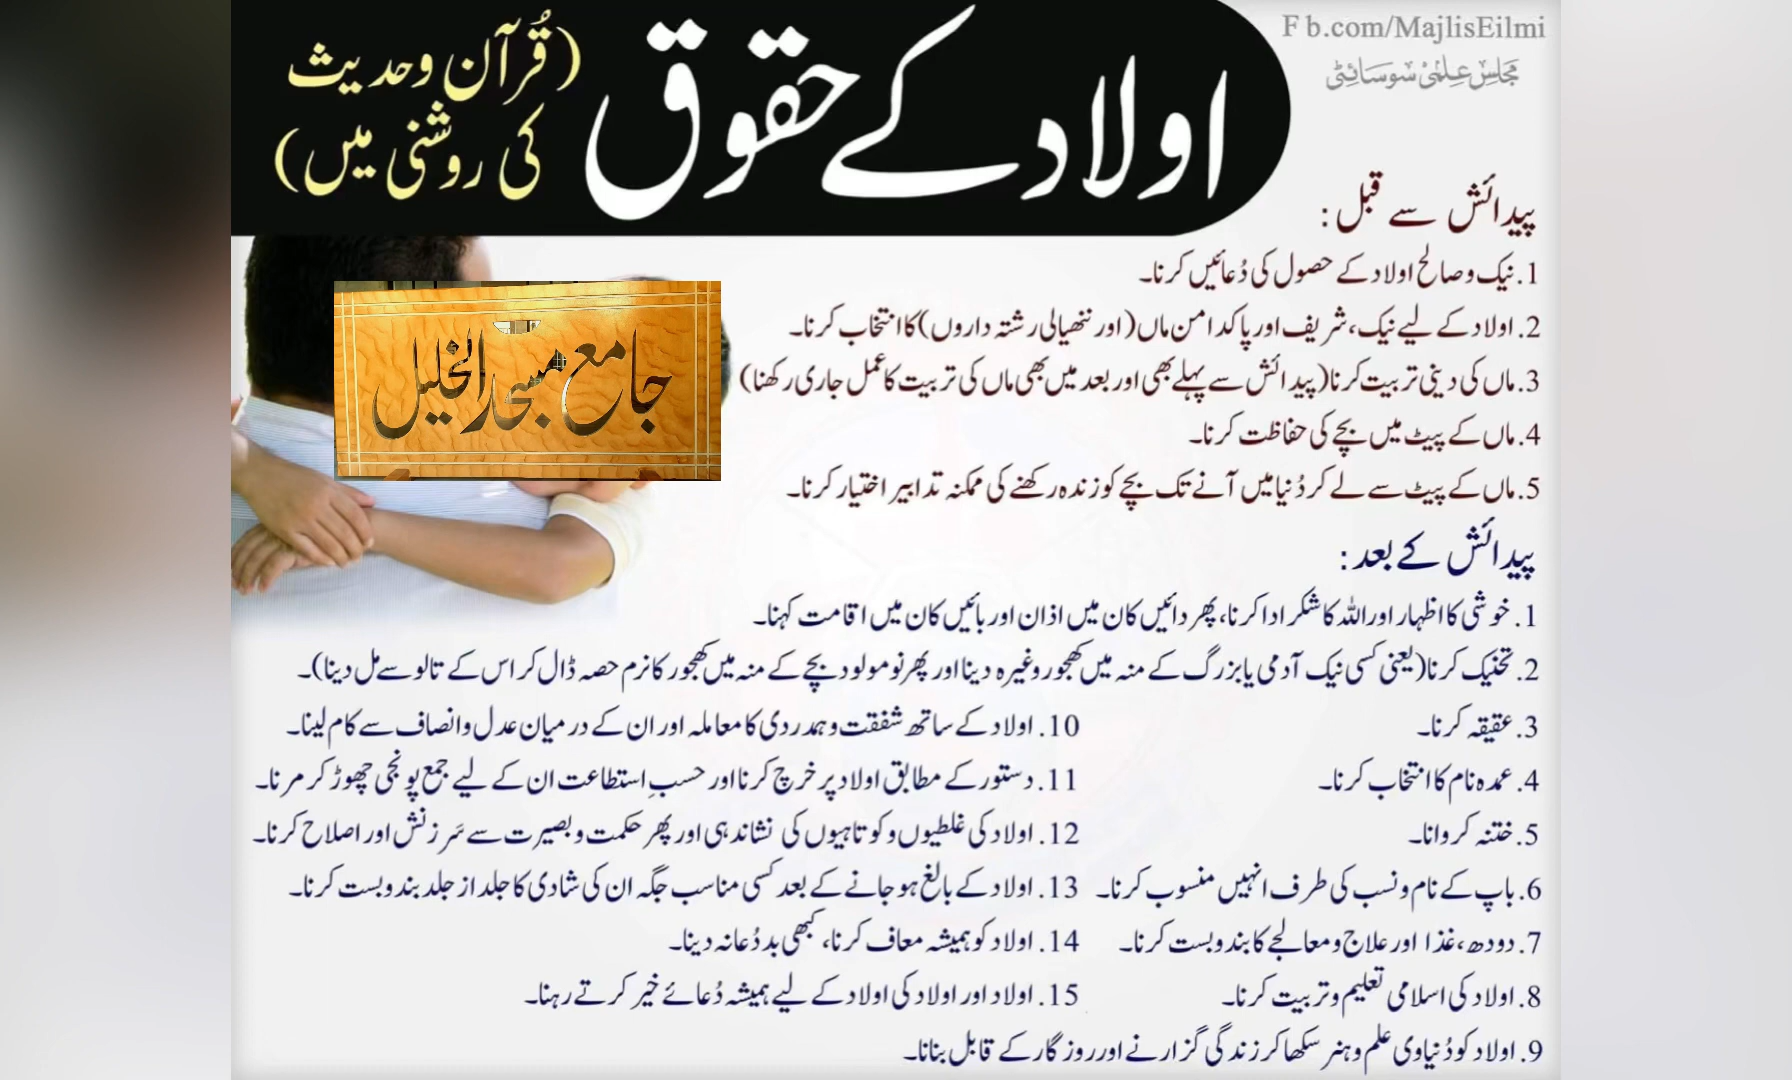 Fb.com/MajlisEilmi
مجلس علمی سوسائٹی
اولاد کے حقوق
(قُرآن وحدیث
کی روشنی میں)
پیدائش سے قبل:
1. نیک وصالح اولاد کے حصول کی دُعائیں کرنا۔
2. اولاد کے لیے نیک، شریف اور پاکدامن ماں (اور ننھیالی رشتہ داروں) کا انتخاب کرنا۔
3. ماں کی دینی تربیت کرنا (پیدائش سے پہلے بھی اور بعد میں بھی ماں کی تربیت کا عمل جاری رکھنا)
4. ماں کے پیٹ میں بچے کی حفاظت کرنا۔
5. ماں کے پیٹ سے لے کر دُنیا میں آنے تک بچے کو زندہ رکھنے کی ممکنہ تدابیر اختیار کرنا۔
جامع مسجد الخلیل
پیدائش کے بعد:
1. خوشی کا اظہار اور اللہ کا شکر ادا کرنا، پھر دائیں کان میں اذان اور بائیں کان میں اقامت کہنا۔
2. تحنیک کرنا (یعنی کسی نیک آدمی یا بزرگ کے منہ میں کھجور وغیرہ دینا اور پھر نومولود بچے کے منہ میں کھجور کا نرم حصہ ڈال کر اس کے تالو سے مل دینا)۔
3. عقیقہ کرنا۔
4. عمدہ نام کا انتخاب کرنا۔
5. ختنہ کروانا۔
6. باپ کے نام ونسب کی طرف انہیں منسوب کرنا۔
7. دودھ، غذا اور علاج ومعالجے کا بندوبست کرنا۔
8. اولاد کی اسلامی تعلیم وتربیت کرنا۔
9. اولاد کو دُنیاوی علم وہنر سکھا کر زندگی گزارنے اور روزگار کے قابل بنانا۔
10. اولاد کے ساتھ شفقت وہمدردی کا معاملہ اور ان کے درمیان عدل وانصاف سے کام لینا۔
11. دستور کے مطابق اولاد پر خرچ کرنا اور حسبِ استطاعت ان کے لیے جمع پونجی چھوڑ کر مرنا۔
12. اولاد کی غلطیوں وکوتاہیوں کی نشاندہی اور پھر حکمت وبصیرت سے سَرزنش اور اصلاح کرنا۔
13. اولاد کے بالغ ہو جانے کے بعد کسی مناسب جگہ ان کی شادی کا جلد از جلد بندوبست کرنا۔
14. اولاد کو ہمیشہ معاف کرنا، کبھی بددُعا نہ دینا۔
15. اولاد اور اولاد کی اولاد کے لیے ہمیشہ دُعائے خیر کرتے رہنا۔